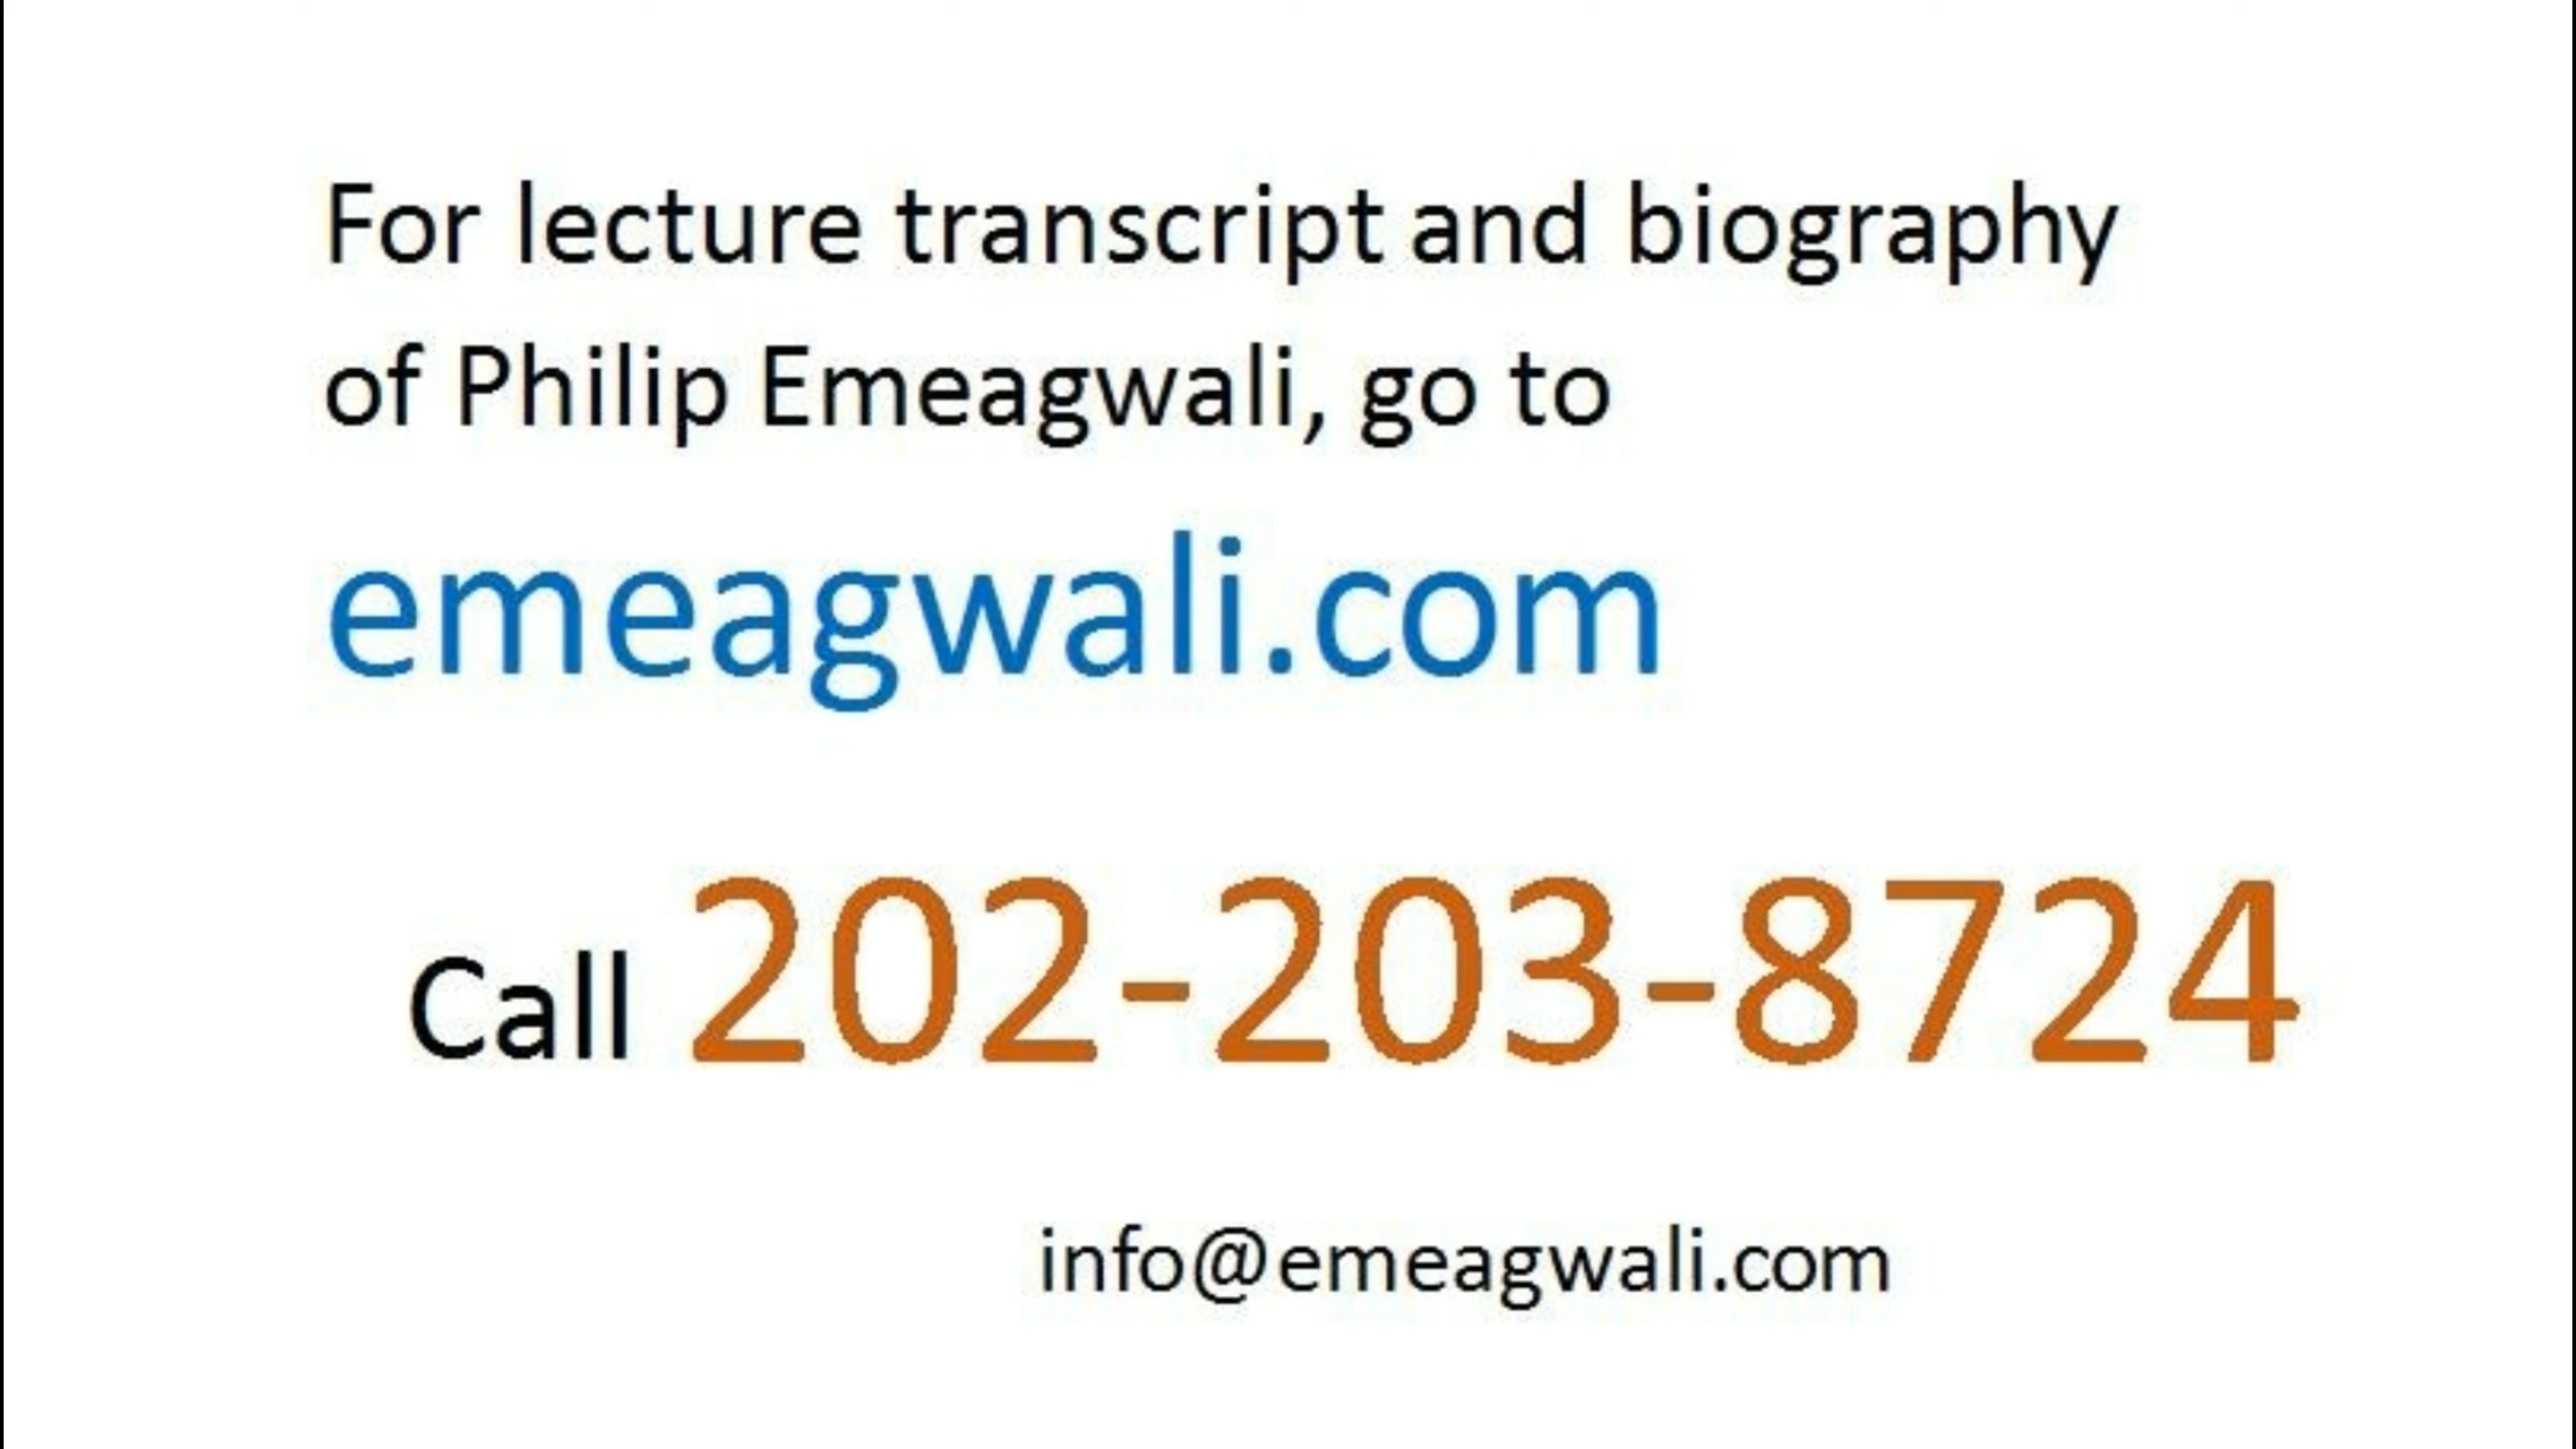 For lecture transcript and biography
of Philip Emeagwali, go to
emeagwali.com
Call 202-203-8724
info@emeagwali.com